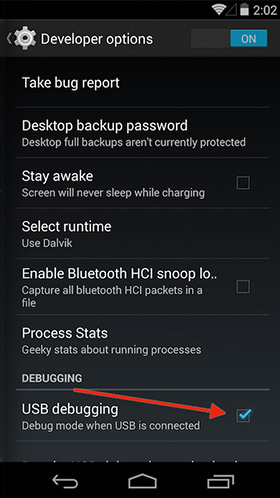 2:02
Developer options
ON
Take bug report
Desktop backup password
Desktop full backups aren't currently protected
Stay awake
Screen will never sleep while charging
Select runtime
Use Dalvik
Enable Bluetooth HCI snoop lo..
Capture all bluetooth HCI packets in a
file
Process Stats
Geeky stats about running processes
DEBUGGING
USB debugging
Debug mode when USB is connected